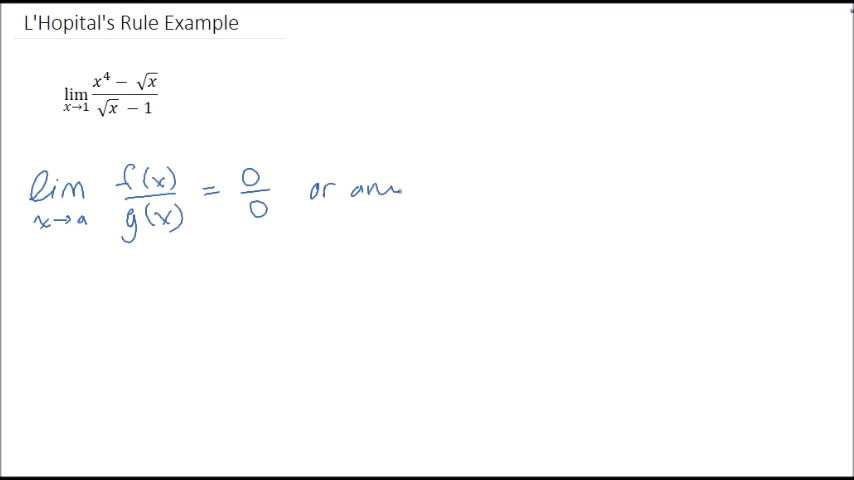 L'Hopital's Rule Example
lim x→1 (x⁴ − √x)/(√x − 1)
lim x→a f(x)/g(x) = 0/0 or